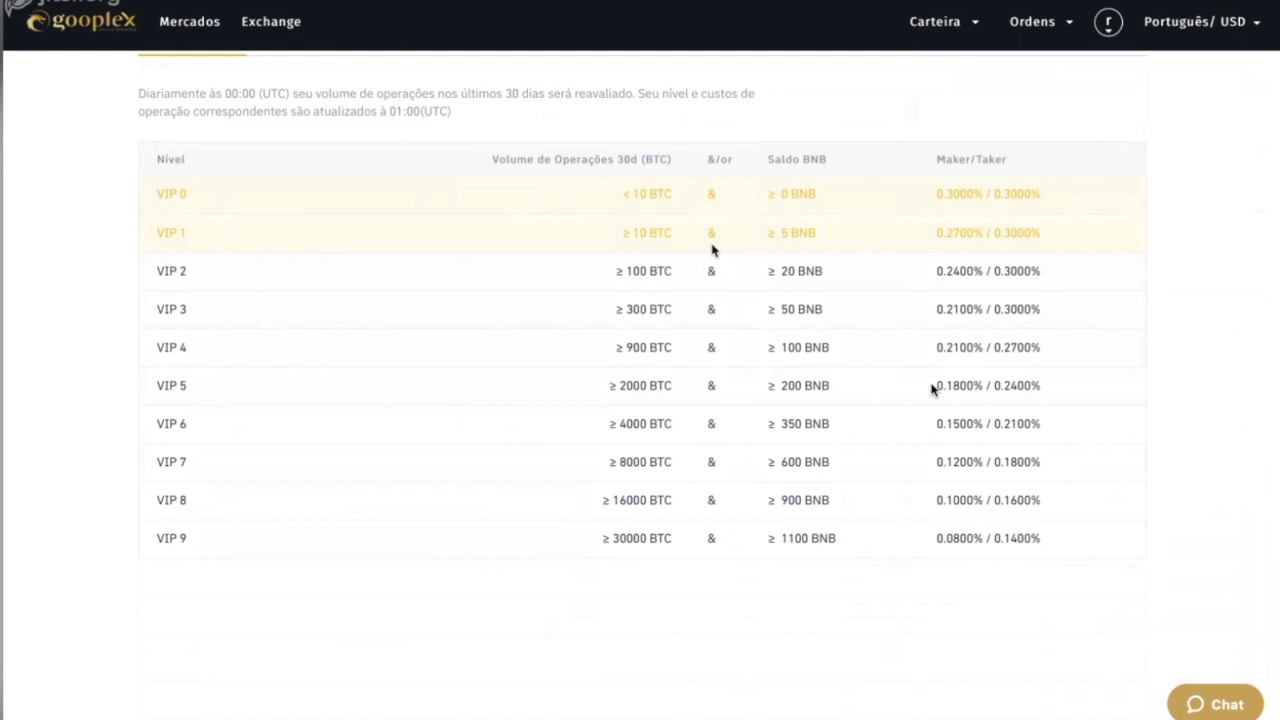 gooplex Mercados Exchange Carteira Ordens r Português/ USD
Diariamente às 00:00 (UTC) seu volume de operações nos últimos 30 dias será reavaliado. Seu nível e custos de
operação correspondentes são atualizados à 01:00(UTC)
Nível Volume de Operações 30d (BTC) &/or Saldo BNB Maker/Taker
VIP 0 < 10 BTC & ≥ 0 BNB 0.3000% / 0.3000%
VIP 1 ≥ 10 BTC & ≥ 5 BNB 0.2700% / 0.3000%
VIP 2 ≥ 100 BTC & ≥ 20 BNB 0.2400% / 0.3000%
VIP 3 ≥ 300 BTC & ≥ 50 BNB 0.2100% / 0.3000%
VIP 4 ≥ 900 BTC & ≥ 100 BNB 0.2100% / 0.2700%
VIP 5 ≥ 2000 BTC & ≥ 200 BNB 0.1800% / 0.2400%
VIP 6 ≥ 4000 BTC & ≥ 350 BNB 0.1500% / 0.2100%
VIP 7 ≥ 8000 BTC & ≥ 600 BNB 0.1200% / 0.1800%
VIP 8 ≥ 16000 BTC & ≥ 900 BNB 0.1000% / 0.1600%
VIP 9 ≥ 30000 BTC & ≥ 1100 BNB 0.0800% / 0.1400%
Chat